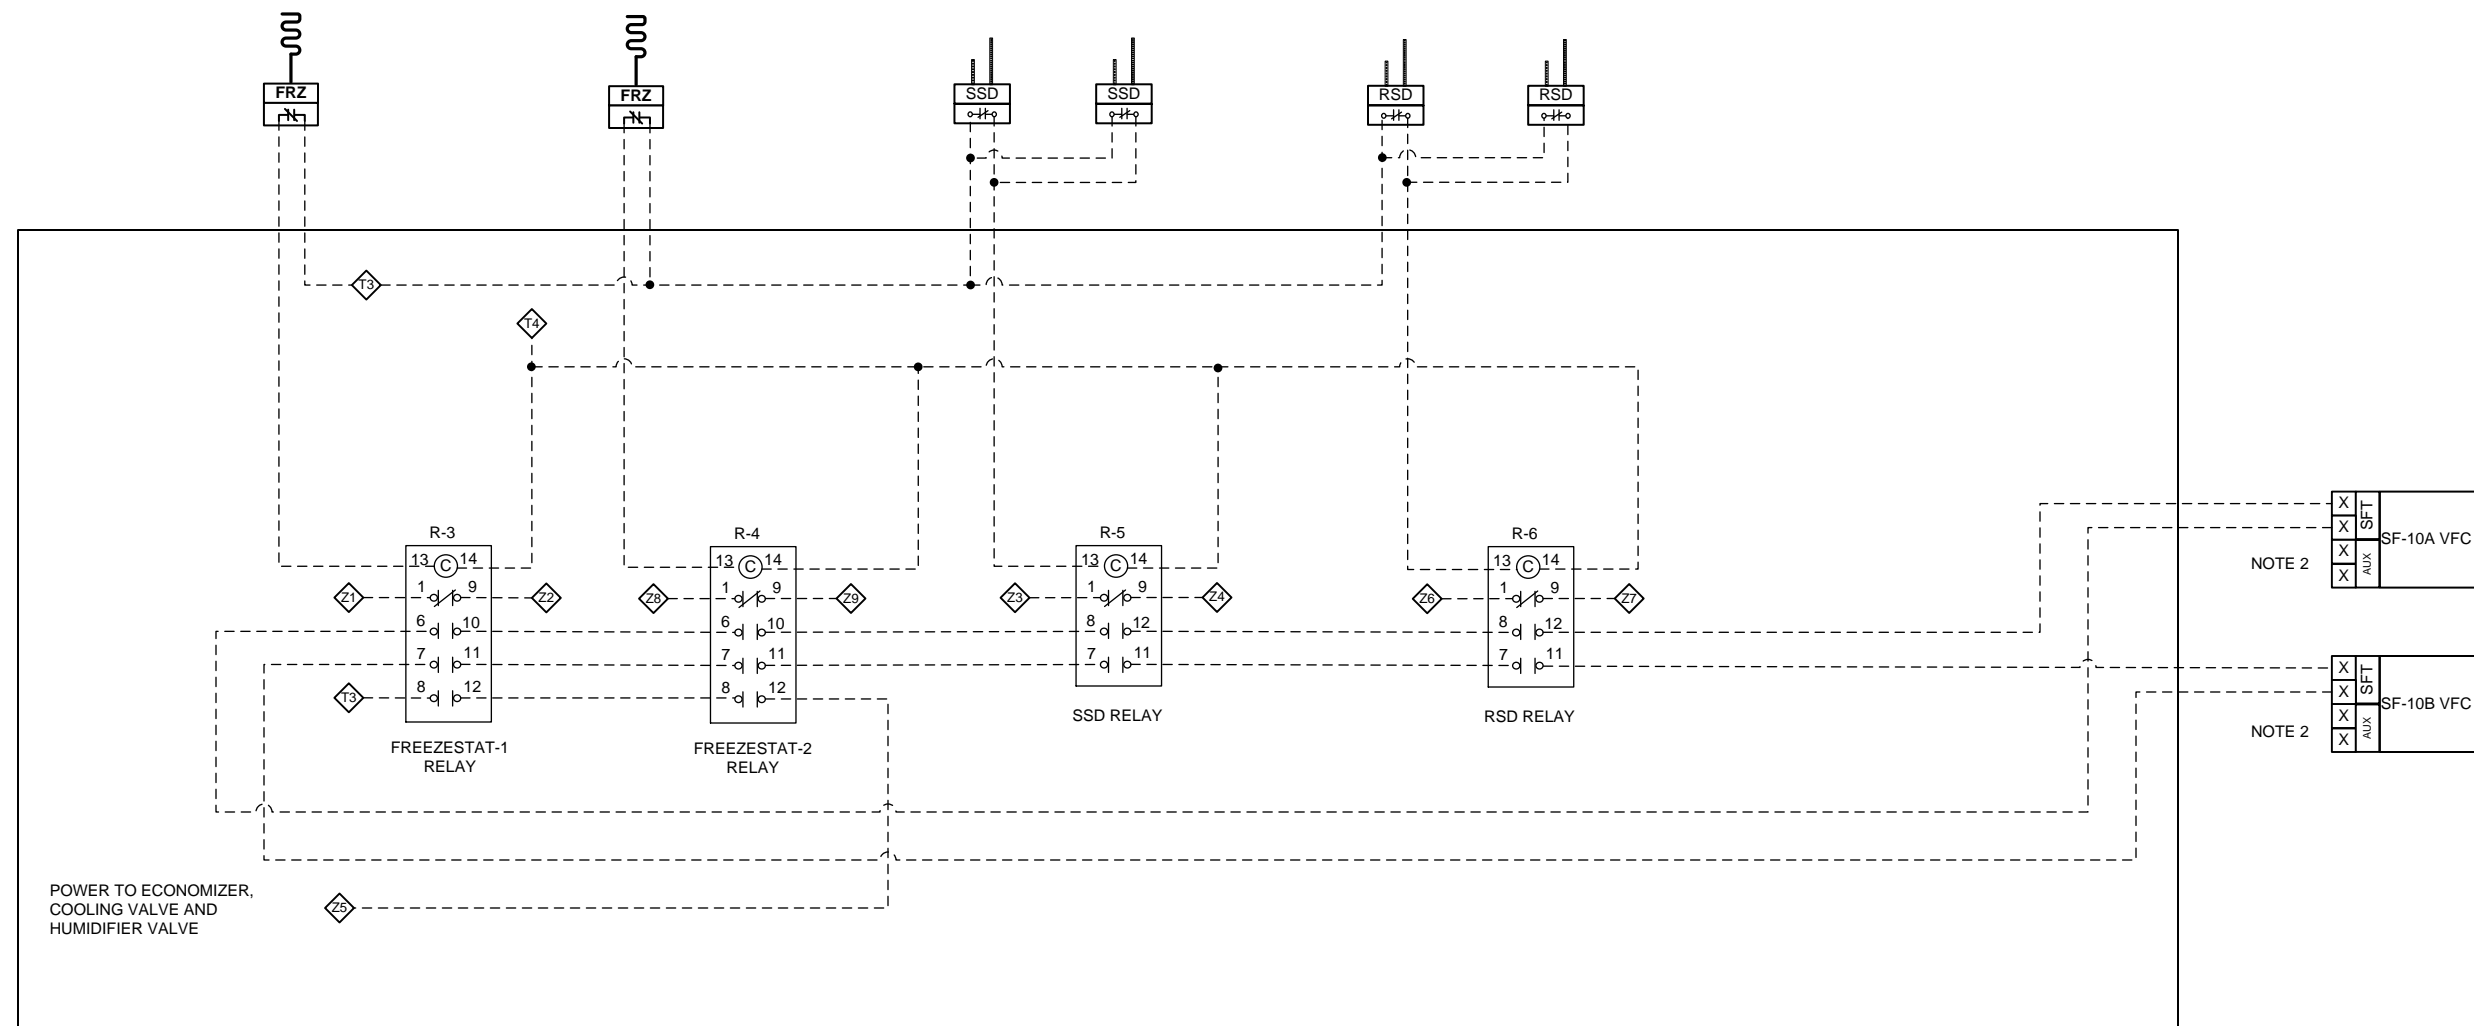 FRZ
FRZ
SSD
SSD
RSD
RSD
T3
T4
R-3
R-4
R-5
R-6
13 C 14
13 C 14
13 C 14
13 C 14
Z1 1 9 Z2
Z8 1 9 Z9
Z3 1 9 Z4
Z6 1 9 Z7
6 10
6 10
8 12
8 12
7 11
7 11
7 11
7 11
T3 8 12
8 12
FREEZESTAT-1
RELAY
FREEZESTAT-2
RELAY
SSD RELAY
RSD RELAY
X
X
X
X
SFT
AUX
SF-10A VFC
NOTE 2
X
X
X
X
SFT
AUX
SF-10B VFC
NOTE 2
POWER TO ECONOMIZER,
COOLING VALVE AND
HUMIDIFIER VALVE
Z5